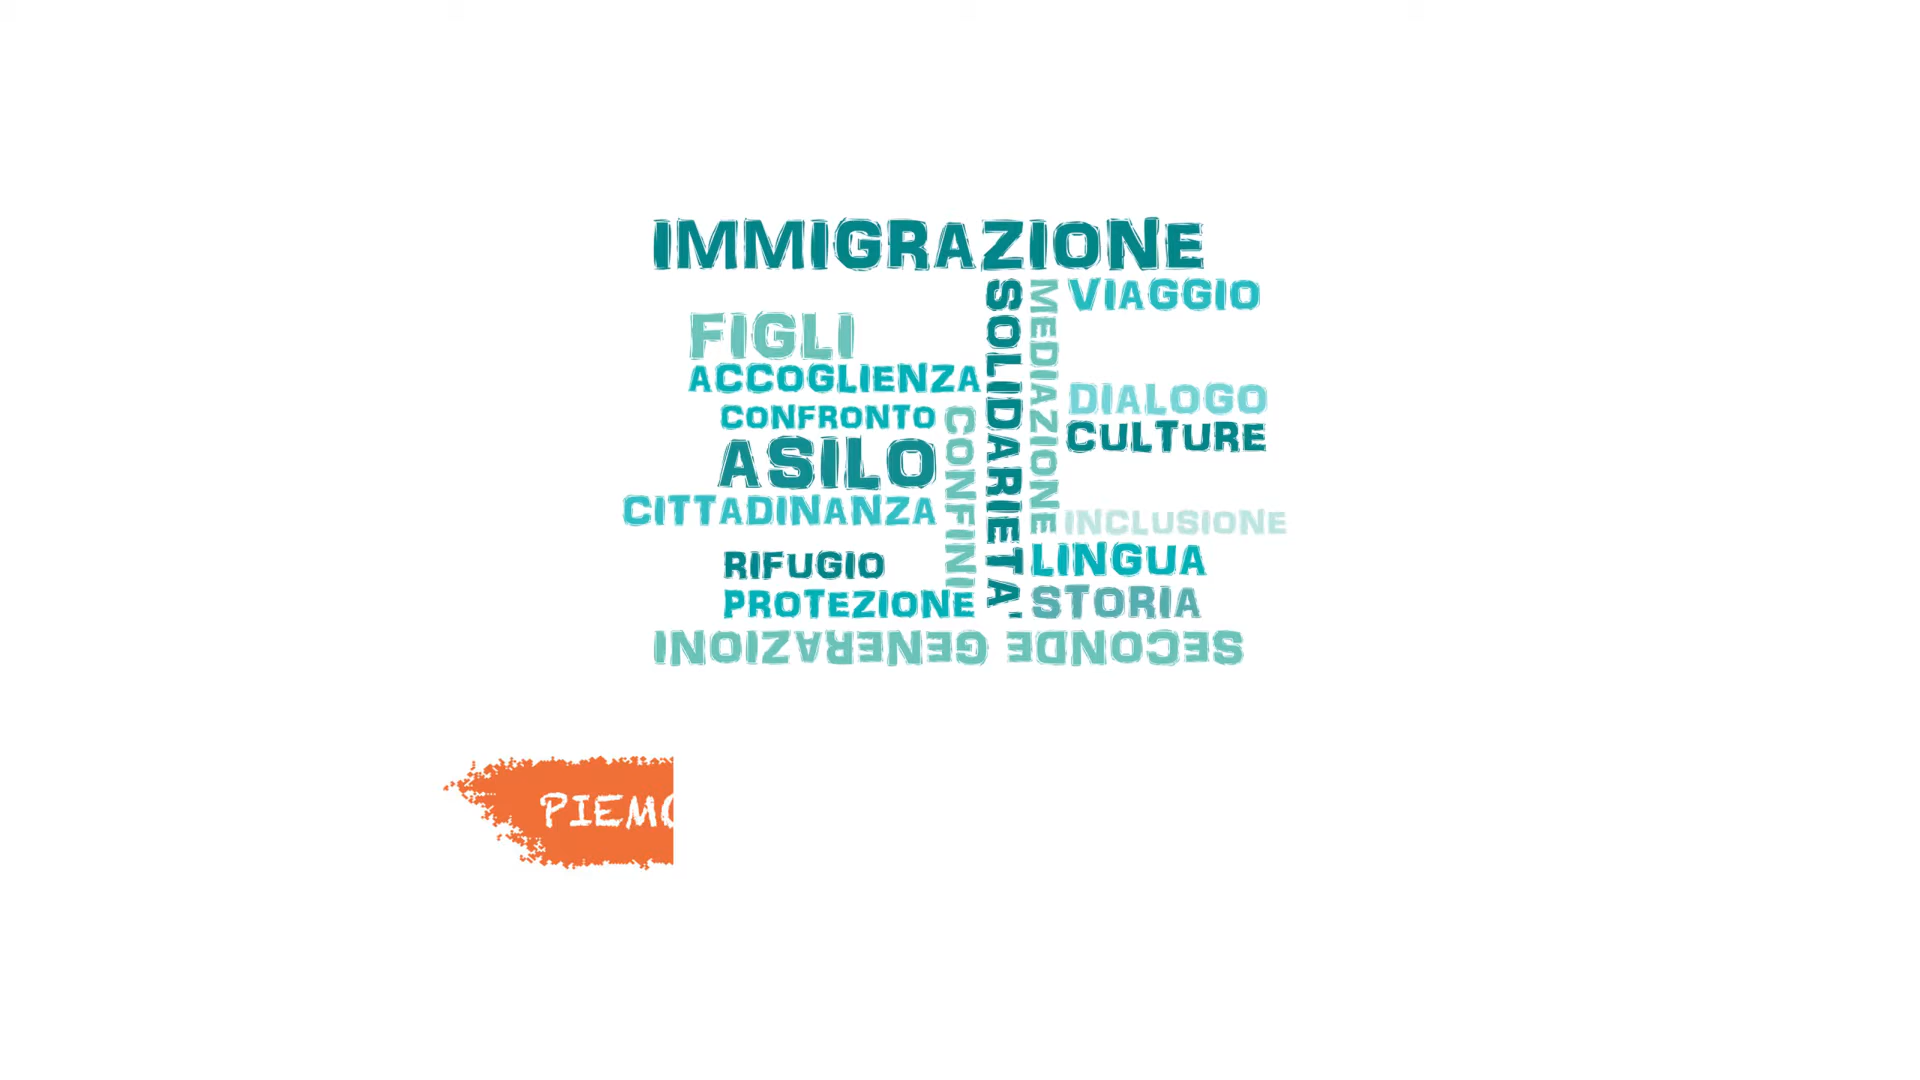 IMMIGRAZIONE
VIAGGIO
SOLIDARIETA'
MEDIAZIONE
FIGLI
ACCOGLIENZA
DIALOGO
CONFRONTO
CONFINI
CULTURE
ASILO
CITTADINANZA
INCLUSIONE
RIFUGIO
LINGUA
PROTEZIONE
STORIA
SECONDE GENERAZIONI
PIEMO